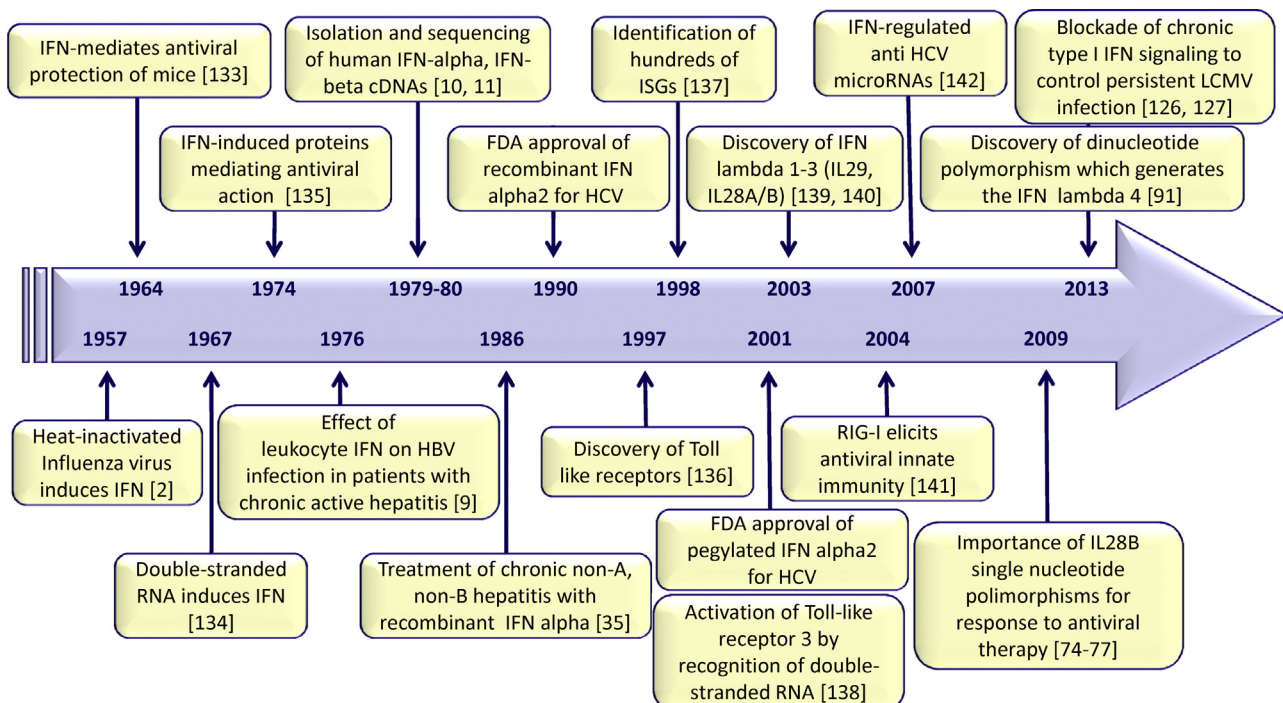 IFN-mediates antiviral
protection of mice [133]
Isolation and sequencing
of human IFN-alpha, IFN-
beta cDNAs [10, 11]
Identification of
hundreds of
ISGs [137]
IFN-regulated
anti HCV
microRNAs [142]
Blockade of chronic
type I IFN signaling to
control persistent LCMV
infection [126, 127]
IFN-induced proteins
mediating antiviral
action [135]
FDA approval of
recombinant IFN
alpha2 for HCV
Discovery of IFN
lambda 1-3 (IL29,
IL28A/B) [139, 140]
Discovery of dinucleotide
polymorphism which generates
the IFN lambda 4 [91]
1964
1974
1979-80
1990
1998
2003
2007
2013
1957
1967
1976
1986
1997
2001
2004
2009
Heat-inactivated
Influenza virus
induces IFN [2]
Effect of
leukocyte IFN on HBV
infection in patients with
chronic active hepatitis [9]
Discovery of Toll
like receptors [136]
RIG-I elicits
antiviral innate
immunity [141]
Double-stranded
RNA induces IFN
[134]
Treatment of chronic non-A,
non-B hepatitis with
recombinant IFN alpha [35]
FDA approval of
pegylated IFN alpha2
for HCV
Activation of Toll-like
receptor 3 by
recognition of double-
stranded RNA [138]
Importance of IL28B
single nucleotide
polimorphisms for
response to antiviral
therapy [74-77]